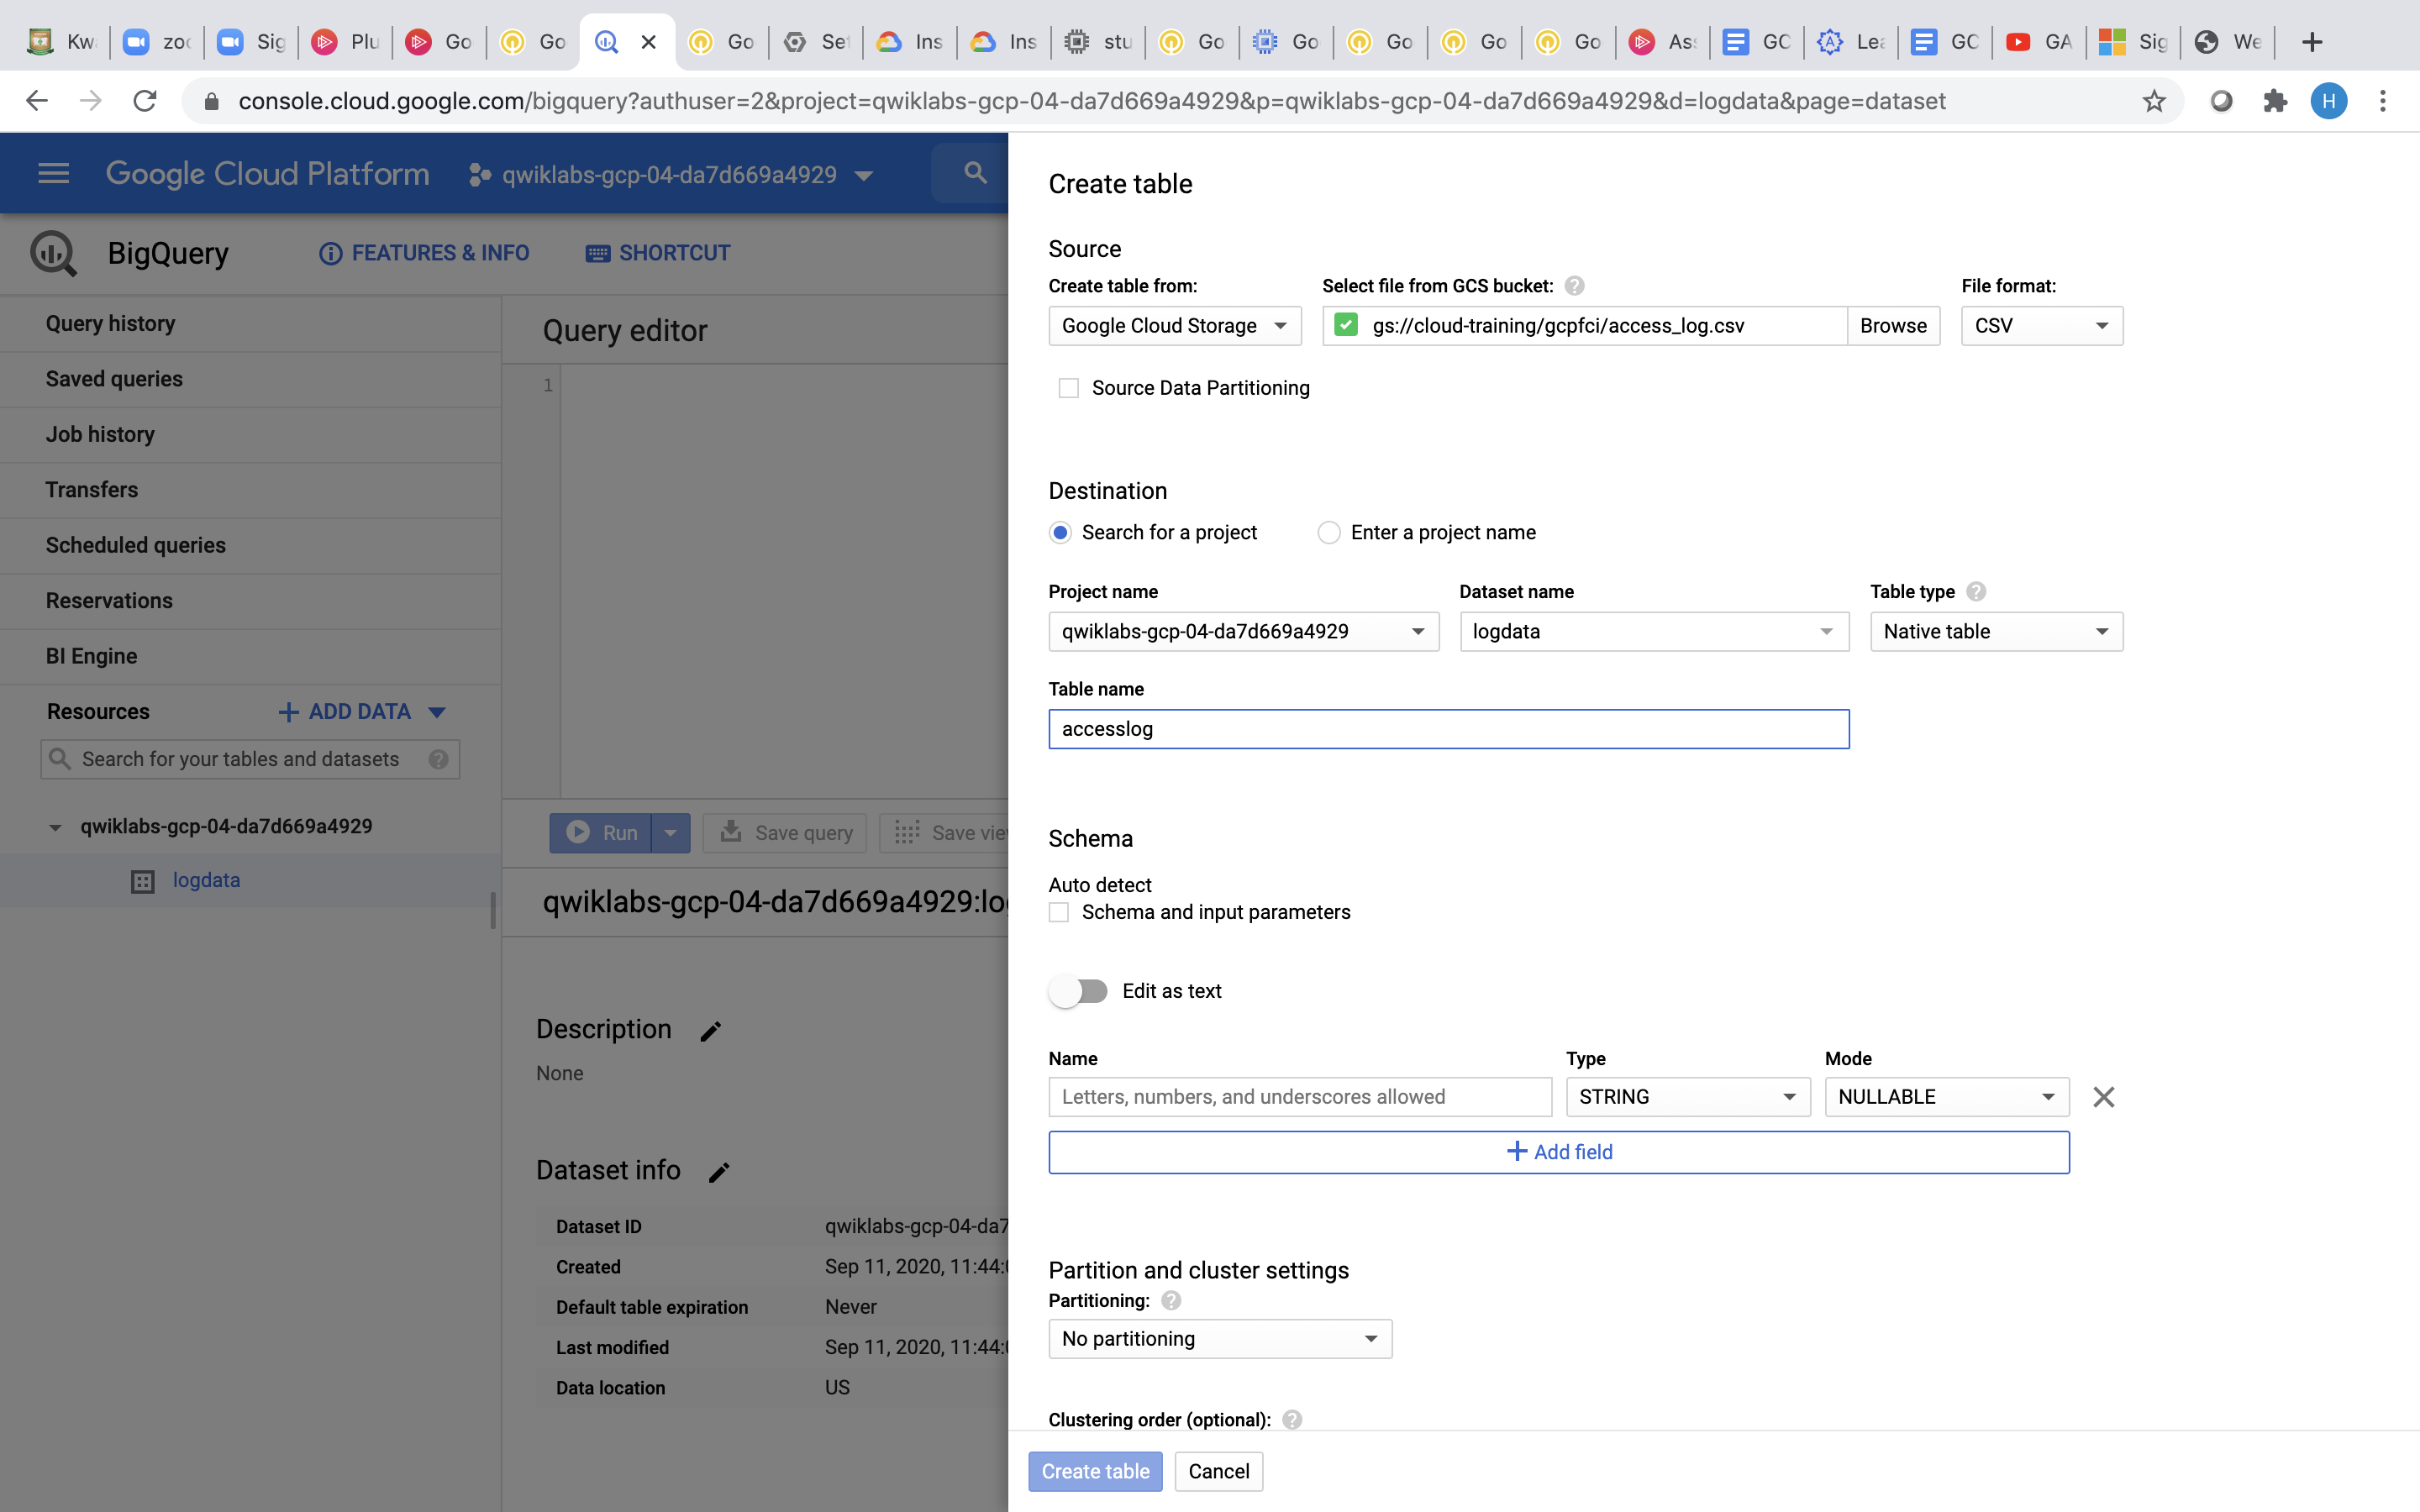 Kw
zoo
Sig
Plu
Go
Go
Go
Set
Ins
Ins
stu
Go
Go
Go
Go
Go
Ass
GC
Lea
GC
GA
Sig
We
console.cloud.google.com/bigquery?authuser=2&project=qwiklabs-gcp-04-da7d669a4929&p=qwiklabs-gcp-04-da7d669a4929&d=logdata&page=dataset
H
Google Cloud Platform
qwiklabs-gcp-04-da7d669a4929
BigQuery
FEATURES & INFO
SHORTCUT
Query history
Saved queries
Job history
Transfers
Scheduled queries
Reservations
BI Engine
Resources
ADD DATA
Search for your tables and datasets
qwiklabs-gcp-04-da7d669a4929
logdata
Query editor
1
Run
Save query
Save vie
qwiklabs-gcp-04-da7d669a4929:lo
Description
None
Dataset info
Dataset ID qwiklabs-gcp-04-da7
Created Sep 11, 2020, 11:44:0
Default table expiration Never
Last modified Sep 11, 2020, 11:44:0
Data location US
Create table
Source
Create table from:
Google Cloud Storage
Select file from GCS bucket:
gs://cloud-training/gcpfci/access_log.csv
Browse
File format:
CSV
Source Data Partitioning
Destination
Search for a project
Enter a project name
Project name
qwiklabs-gcp-04-da7d669a4929
Dataset name
logdata
Table type
Native table
Table name
accesslog
Schema
Auto detect
Schema and input parameters
Edit as text
Name
Letters, numbers, and underscores allowed
Type
STRING
Mode
NULLABLE
Add field
Partition and cluster settings
Partitioning:
No partitioning
Clustering order (optional):
Create table
Cancel